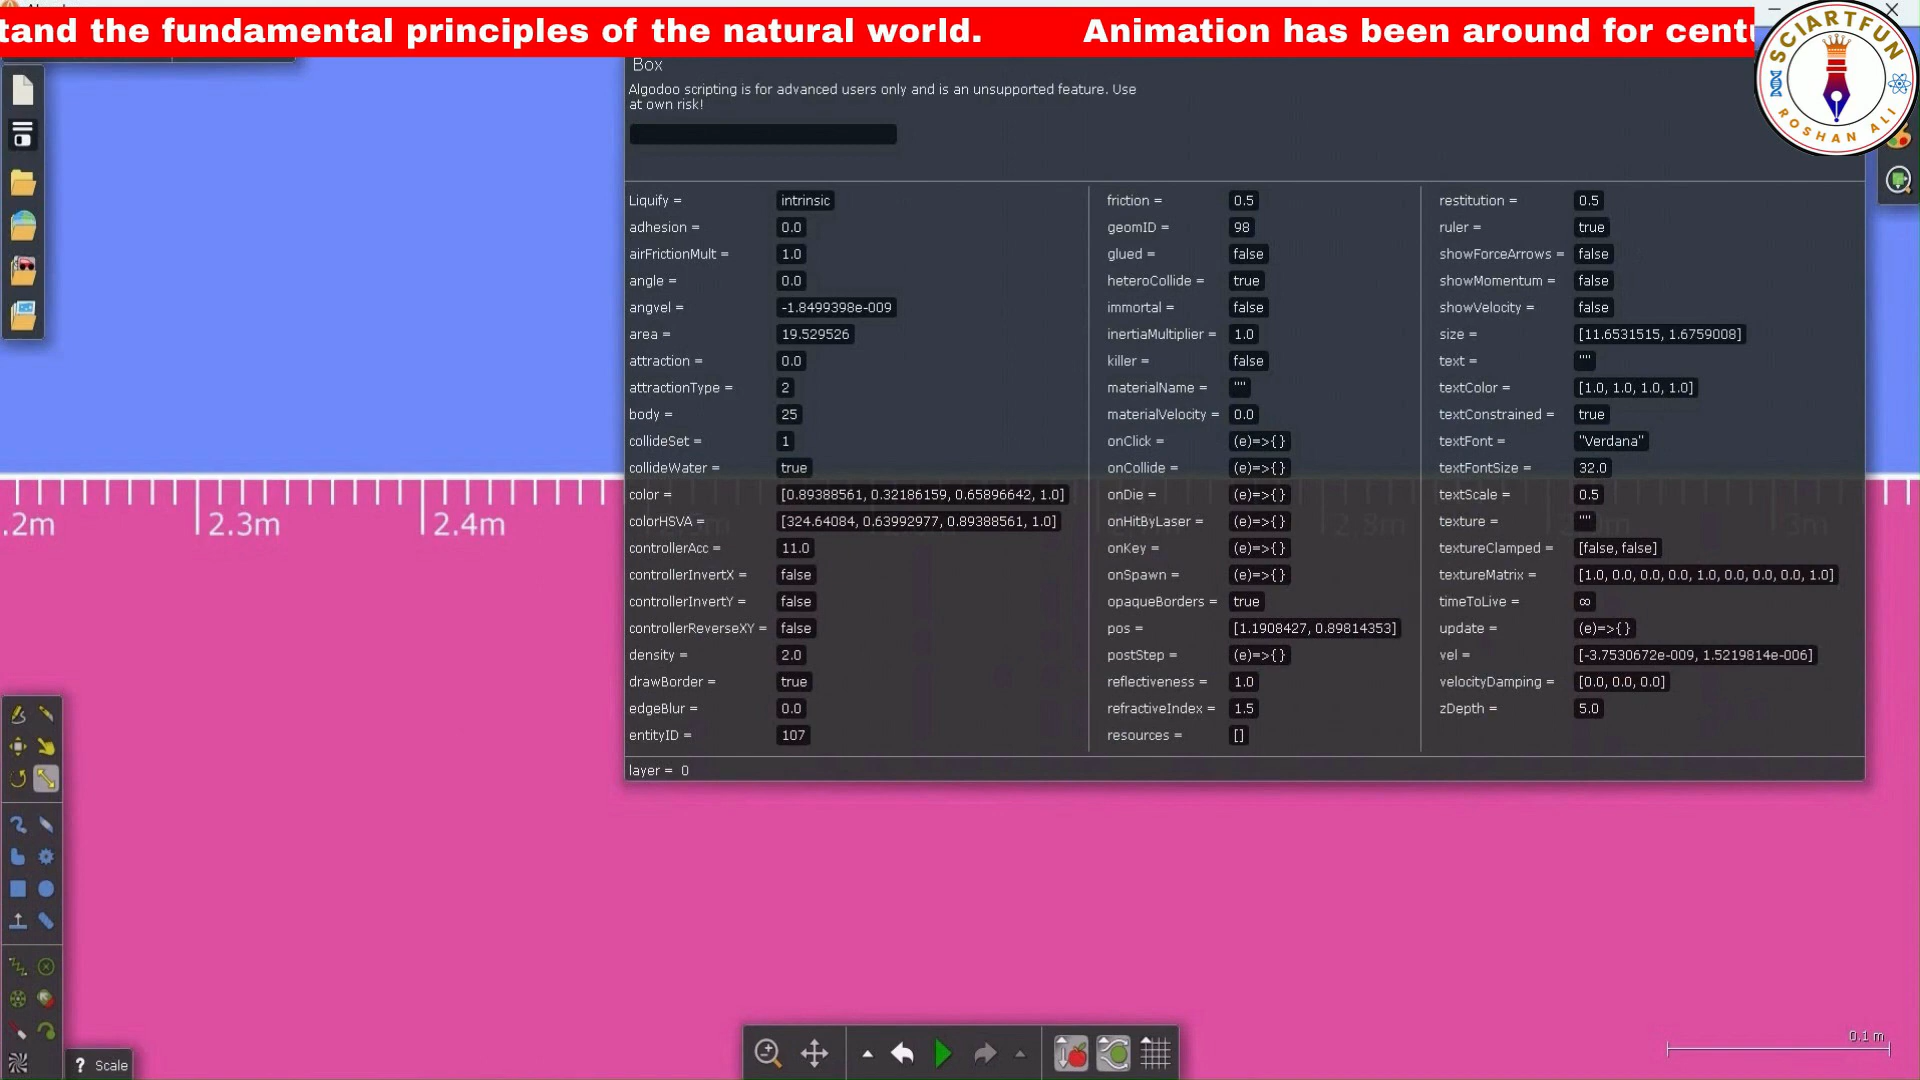 tand the fundamental principles of the natural world. Animation has been around for centu
SCIARTFUN
ROSHAN ALI
Box
Algodoo scripting is for advanced users only and is an unsupported feature. Use
at own risk!
Liquify = intrinsic
adhesion = 0.0
airFrictionMult = 1.0
angle = 0.0
angvel = -1.8499398e-009
area = 19.529526
attraction = 0.0
attractionType = 2
body = 25
collideSet = 1
collideWater = true
color = [0.89388561, 0.32186159, 0.65896642, 1.0]
colorHSVA = [324.64084, 0.63992977, 0.89388561, 1.0]
controllerAcc = 11.0
controllerInvertX = false
controllerInvertY = false
controllerReverseXY = false
density = 2.0
drawBorder = true
edgeBlur = 0.0
entityID = 107
friction = 0.5
geomID = 98
glued = false
heteroCollide = true
immortal = false
inertiaMultiplier = 1.0
killer = false
materialName = ""
materialVelocity = 0.0
onClick = (e)=>{}
onCollide = (e)=>{}
onDie = (e)=>{}
onHitByLaser = (e)=>{}
onKey = (e)=>{}
onSpawn = (e)=>{}
opaqueBorders = true
pos = [1.1908427, 0.89814353]
postStep = (e)=>{}
reflectiveness = 1.0
refractiveIndex = 1.5
resources = []
restitution = 0.5
ruler = true
showForceArrows = false
showMomentum = false
showVelocity = false
size = [11.6531515, 1.6759008]
text = ""
textColor = [1.0, 1.0, 1.0, 1.0]
textConstrained = true
textFont = "Verdana"
textFontSize = 32.0
textScale = 0.5
texture = ""
textureClamped = [false, false]
textureMatrix = [1.0, 0.0, 0.0, 0.0, 1.0, 0.0, 0.0, 0.0, 1.0]
timeToLive = ∞
update = (e)=>{}
vel = [-3.7530672e-009, 1.5219814e-006]
velocityDamping = [0.0, 0.0, 0.0]
zDepth = 5.0
layer = 0
.2m 2.3m 2.4m 2.8m 3m
0.1 m
? Scale